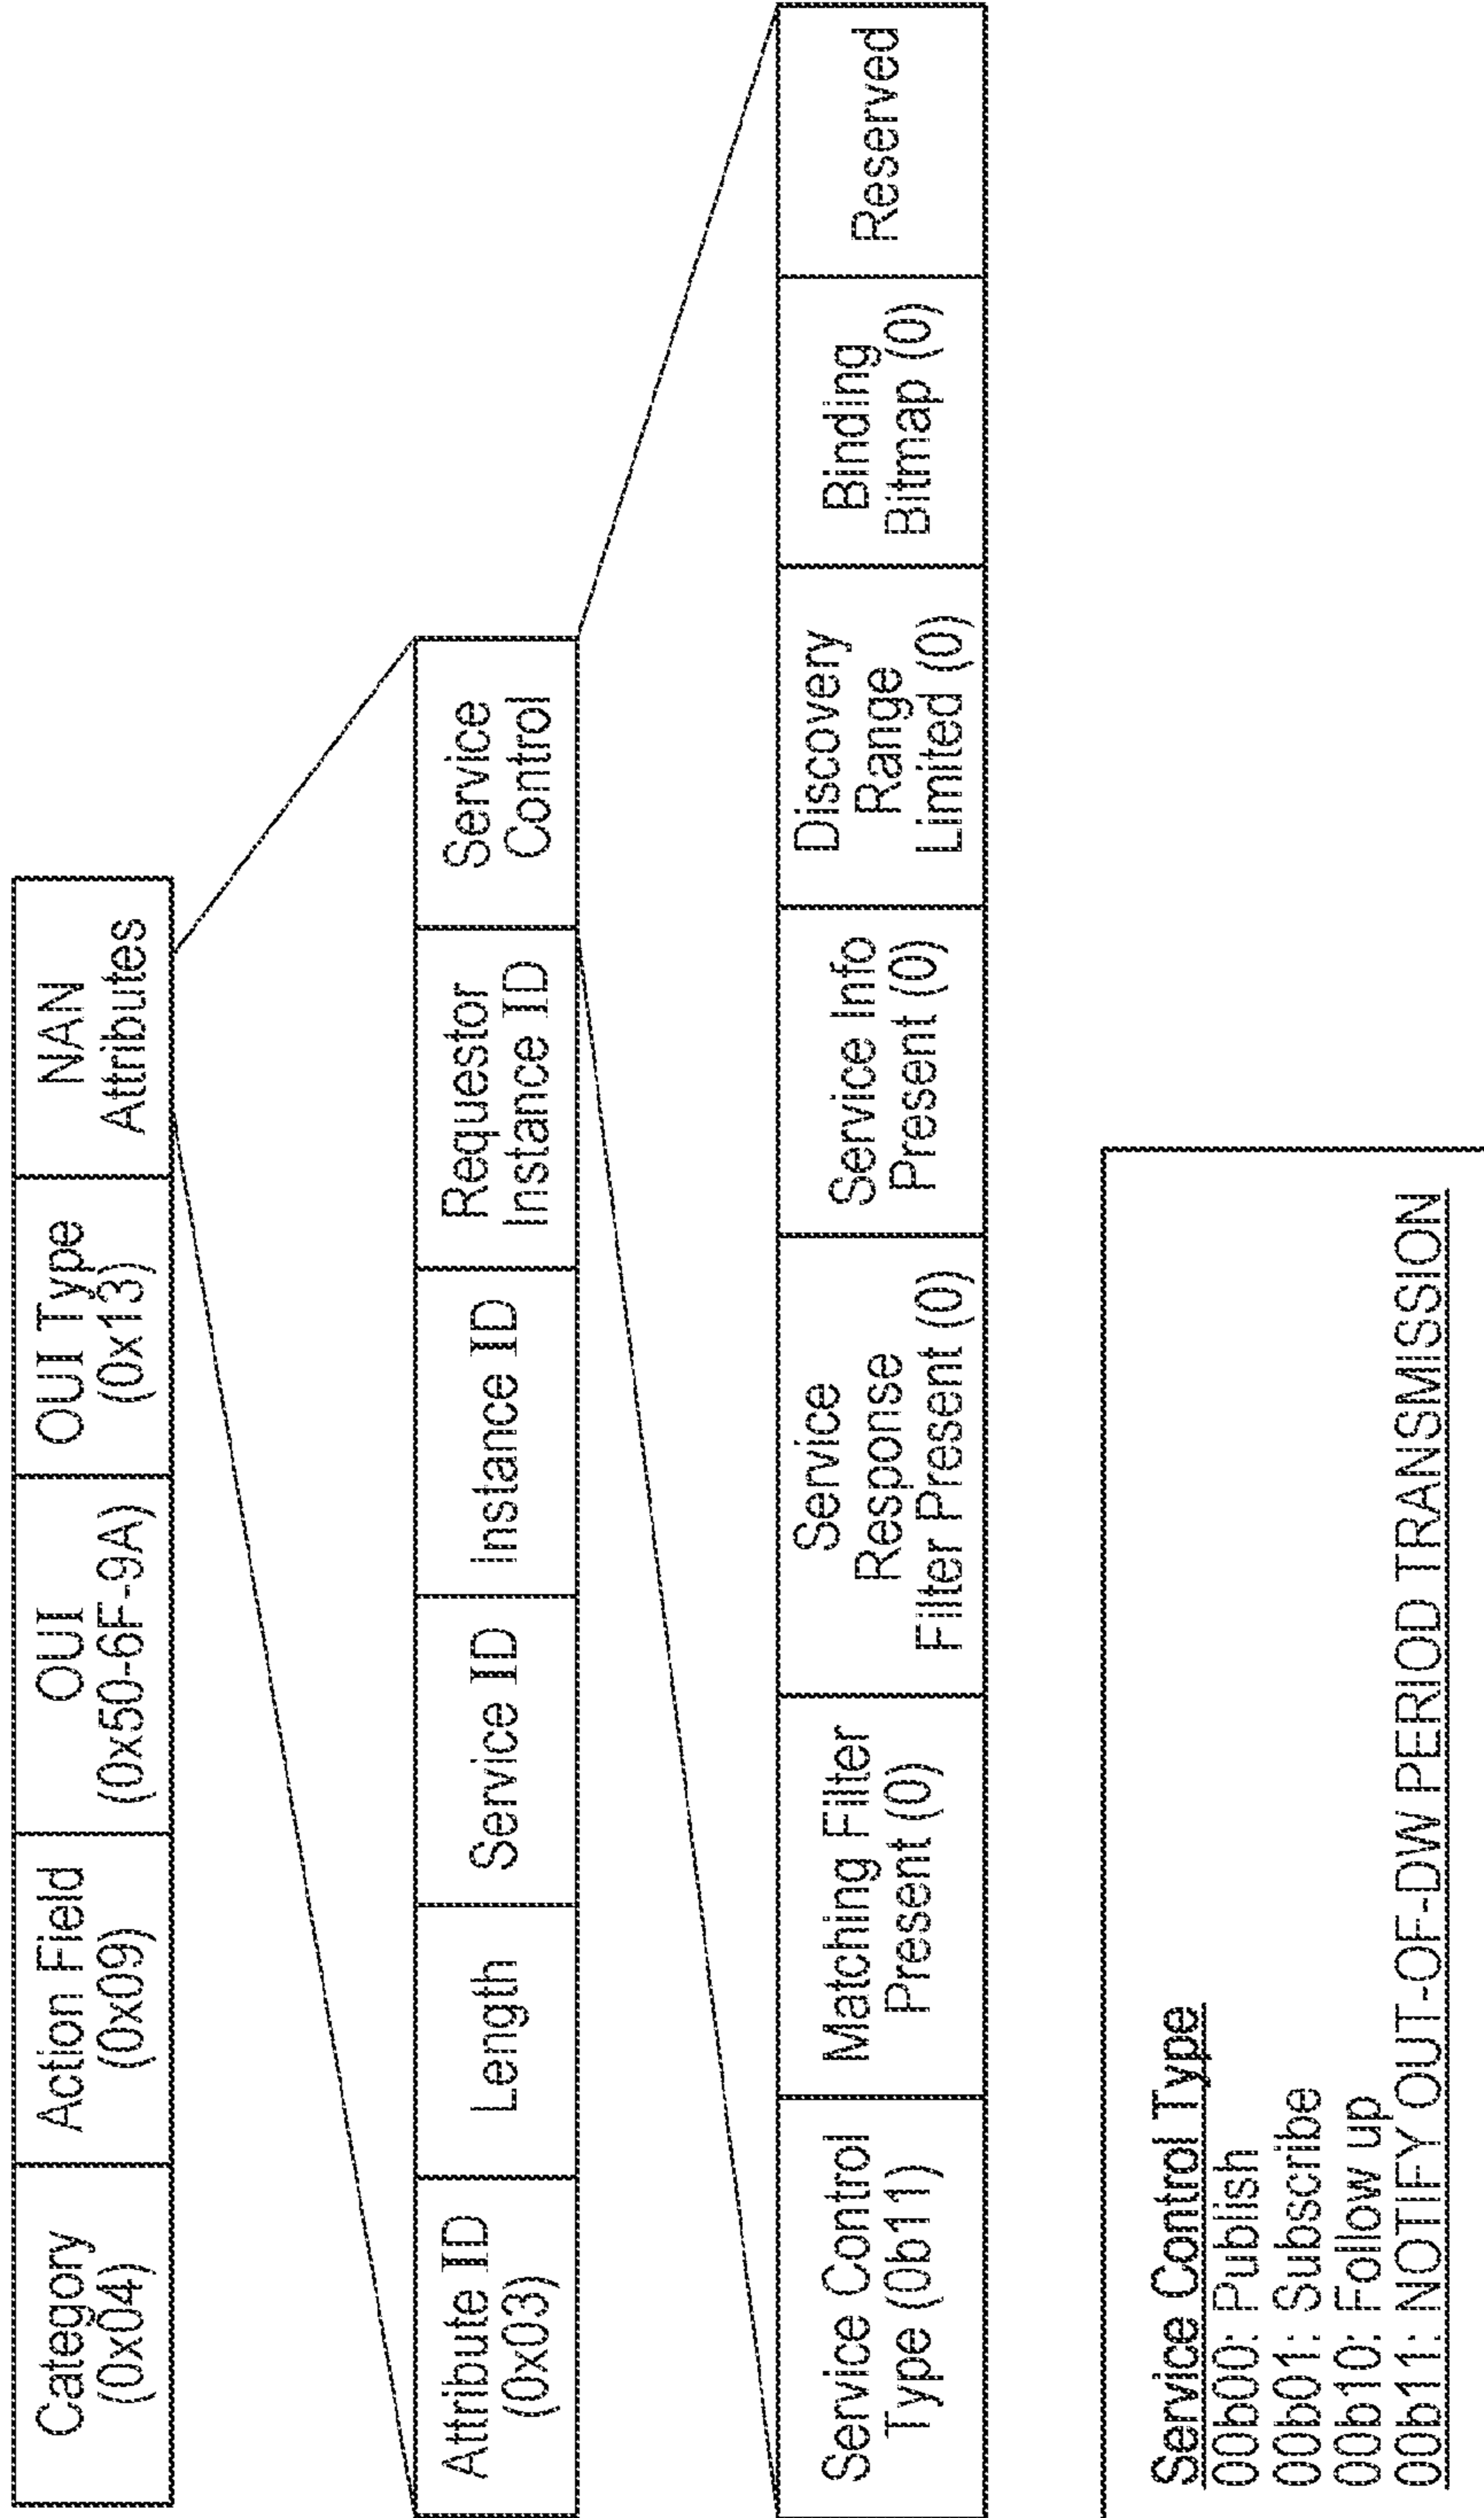 Category
(0x04)
Action Field
(0x09)
OUI
(0x50-6F-9A)
OUI Type
(0x13)
NAN
Attributes
Attribute ID
(0x03)
Length
Service ID
Instance ID
Requestor
Instance ID
Service
Control
Service Control
Type (0b11)
Matching Filter
Present (0)
Service
Response
Filter Present (0)
Service Info
Present (0)
Discovery
Range
Limited (0)
Binding
Bitmap (0)
Reserved
Service Control Type
00b00: Publish
00b01: Subscribe
00b10: Follow up
00b11: NOTIFY OUT-OF-DW PERIOD TRANSMISSION